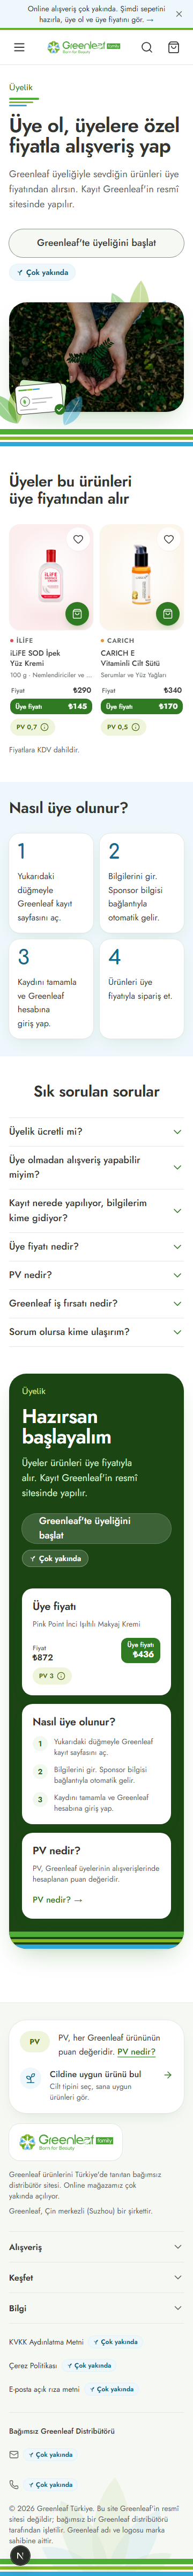 Online alışveriş çok yakında. Şimdi sepetini
hazırla, üye ol ve üye fiyatını gör. →
Greenleaf family
Born for Beauty
Üyelik
Üye ol, üyelere özel
fiyatla alışveriş yap
Greenleaf üyeliğiyle sevdiğin ürünleri üye
fiyatından alırsın. Kayıt Greenleaf'in resmî
sitesinde yapılır.
Greenleaf'te üyeliğini başlat
Çok yakında
Üyeler bu ürünleri
üye fiyatından alır
İLİFE
iLiFE SOD İpek
Yüz Kremi
100 g · Nemlendiriciler ve ...
Fiyat ₺290
Üye fiyatı ₺145
PV 0,7
CARICH
CARICH E
Vitaminli Cilt Sütü
Serumlar ve Yüz Yağları
Fiyat ₺340
Üye fiyatı ₺170
PV 0,5
Fiyatlara KDV dahildir.
Nasıl üye olunur?
1
Yukarıdaki
düğmeyle
Greenleaf kayıt
sayfasını aç.
2
Bilgilerini gir.
Sponsor bilgisi
bağlantıyla
otomatik gelir.
3
Kaydını tamamla
ve Greenleaf
hesabına
giriş yap.
4
Ürünleri üye
fiyatıyla sipariş et.
Sık sorulan sorular
Üyelik ücretli mi?
Üye olmadan alışveriş yapabilir
miyim?
Kayıt nerede yapılıyor, bilgilerim
kime gidiyor?
Üye fiyatı nedir?
PV nedir?
Greenleaf iş fırsatı nedir?
Sorum olursa kime ulaşırım?
Üyelik
Hazırsan
başlayalım
Üyeler ürünleri üye fiyatıyla
alır. Kayıt Greenleaf'in resmî
sitesinde yapılır.
Greenleaf'te üyeliğini
başlat
Çok yakında
Üye fiyatı
Pink Point İnci Işıltılı Makyaj Kremi
Fiyat
₺872
Üye fiyatı
₺436
PV 3
Nasıl üye olunur?
1 Yukarıdaki düğmeyle Greenleaf
kayıt sayfasını aç.
2 Bilgilerini gir. Sponsor bilgisi
bağlantıyla otomatik gelir.
3 Kaydını tamamla ve Greenleaf
hesabına giriş yap.
PV nedir?
PV, Greenleaf üyelerinin alışverişlerinde
hesaplanan puan değeridir.
PV nedir? →
PV
PV, her Greenleaf ürününün
puan değeridir. PV nedir?
Cildine uygun ürünü bul
Cilt tipini seç, sana uygun
ürünleri gör.
Greenleaf family
Born for Beauty
Greenleaf ürünlerini Türkiye'de tanıtan bağımsız
distribütör sitesi. Online mağazamız çok
yakında açılıyor.
Greenleaf, Çin merkezli (Suzhou) bir şirkettir.
Alışveriş
Keşfet
Bilgi
KVKK Aydınlatma Metni Çok yakında
Çerez Politikası Çok yakında
E-posta açık rıza metni Çok yakında
Bağımsız Greenleaf Distribütörü
Çok yakında
Çok yakında
© 2026 Greenleaf Türkiye. Bu site Greenleaf'in resmî
sitesi değildir; bağımsız bir Greenleaf distribütörü
tarafından işletilir. Greenleaf adı ve logosu marka
sahibine aittir.
N